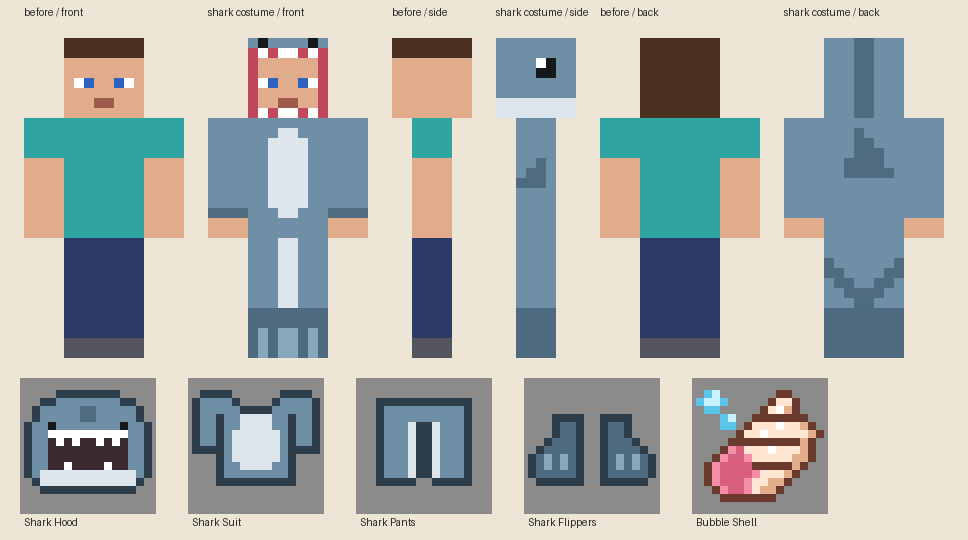 before / front
shark costume / front
before / side
shark costume / side
before / back
shark costume / back
Shark Hood
Shark Suit
Shark Pants
Shark Flippers
Bubble Shell